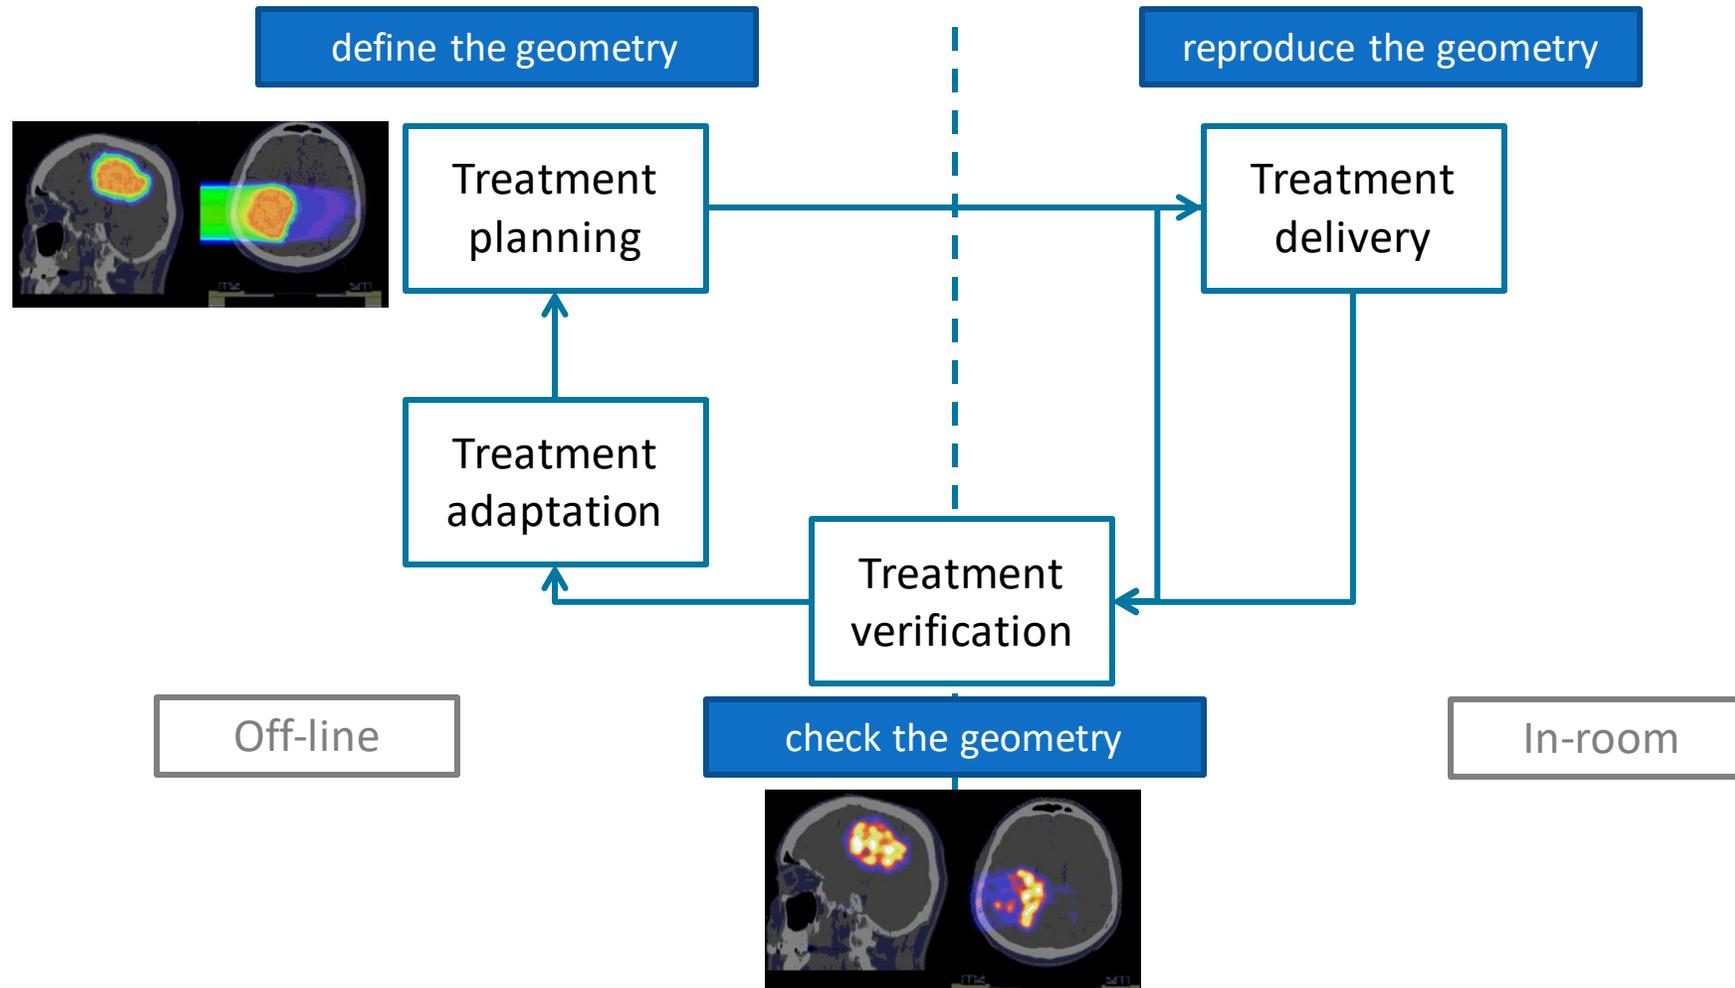 define the geometry
reproduce the geometry
Treatment
planning
Treatment
delivery
Treatment
adaptation
Treatment
verification
Off-line
check the geometry
In-room